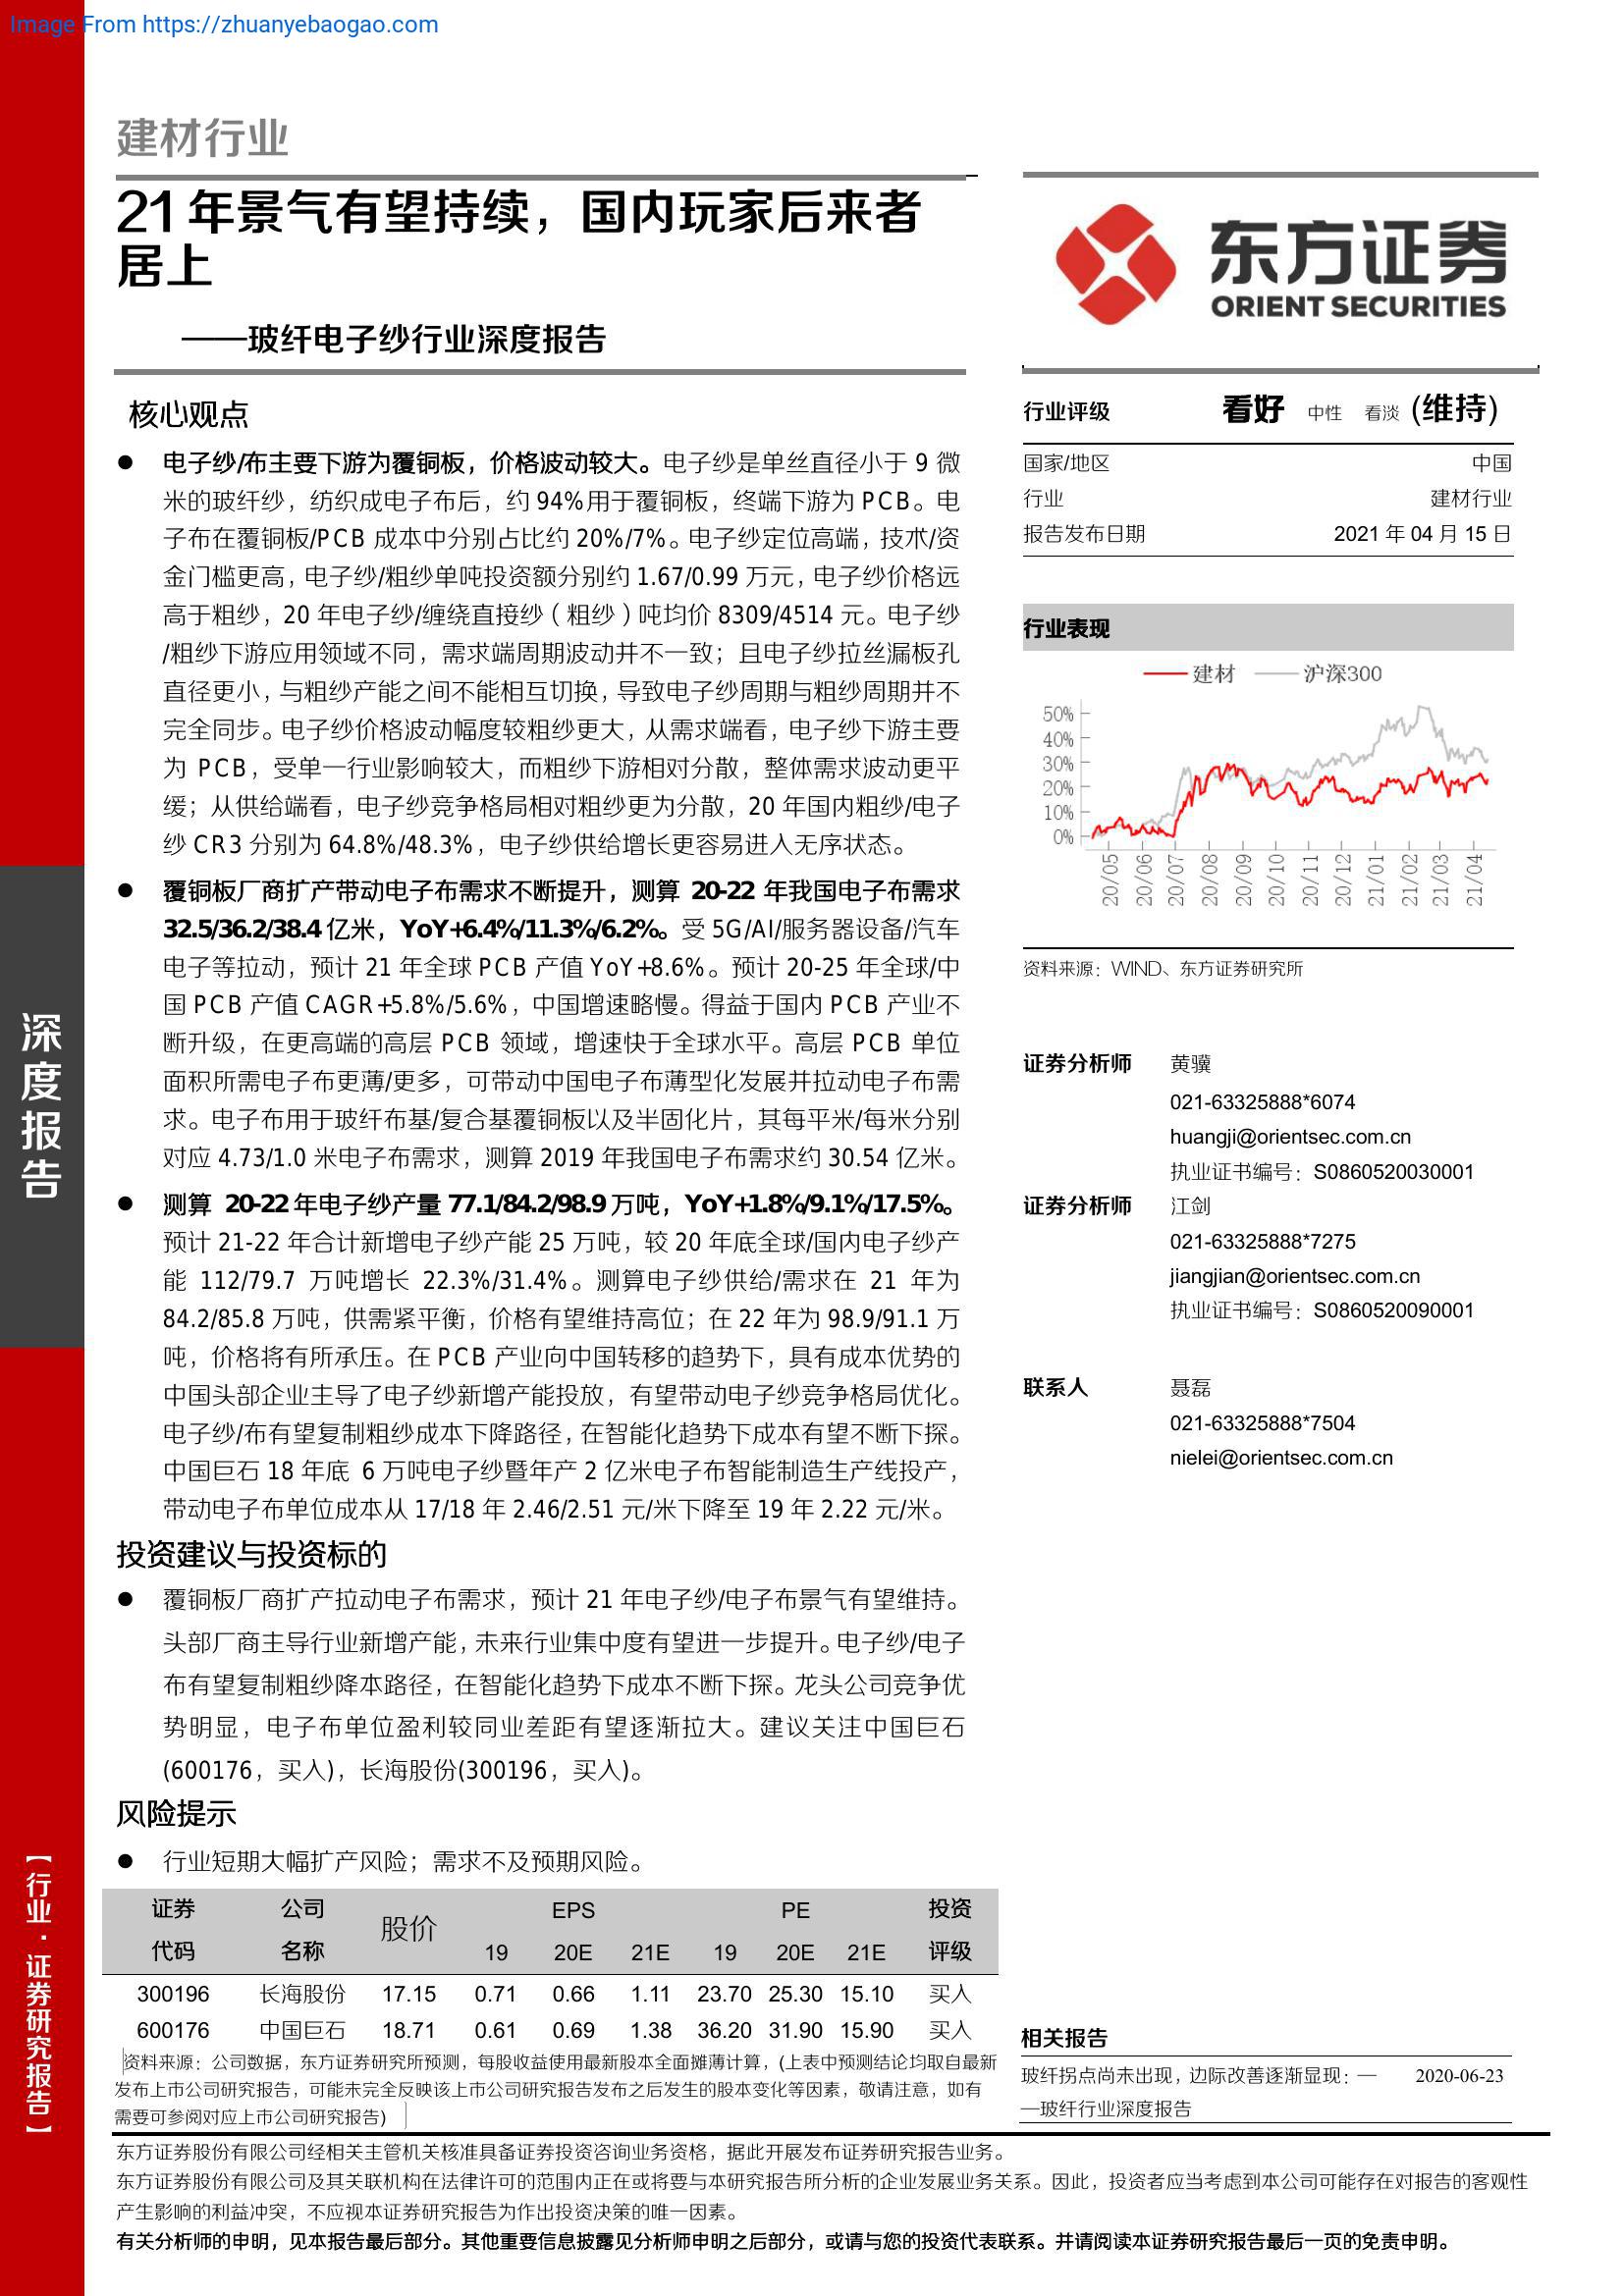 Image From https://zhuanyebaogao.com
建材行业
21年景气有望持续，国内玩家后来者
居上
——玻纤电子纱行业深度报告
核心观点
● 电子纱/布主要下游为覆铜板，价格波动较大。电子纱是单丝直径小于 9 微
米的玻纤纱，纺织成电子布后，约 94%用于覆铜板，终端下游为 PCB。电
子布在覆铜板/PCB 成本中分别占比约 20%/7%。电子纱定位高端，技术/资
金门槛更高，电子纱/粗纱单吨投资额分别约 1.67/0.99 万元，电子纱价格远
高于粗纱，20 年电子纱/缠绕直接纱（粗纱）吨均价 8309/4514 元。电子纱
/粗纱下游应用领域不同，需求端周期波动并不一致；且电子纱拉丝漏板孔
直径更小，与粗纱产能之间不能相互切换，导致电子纱周期与粗纱周期并不
完全同步。电子纱价格波动幅度较粗纱更大，从需求端看，电子纱下游主要
为 PCB，受单一行业影响较大，而粗纱下游相对分散，整体需求波动更平
缓；从供给端看，电子纱竞争格局相对粗纱更为分散，20 年国内粗纱/电子
纱 CR3 分别为 64.8%/48.3%，电子纱供给增长更容易进入无序状态。
● 覆铜板厂商扩产带动电子布需求不断提升，测算 20-22 年我国电子布需求
32.5/36.2/38.4 亿米，YoY+6.4%/11.3%/6.2%。受 5G/AI/服务器设备/汽车
电子等拉动，预计 21 年全球 PCB 产值 YoY+8.6%。预计 20-25 年全球/中
国 PCB 产值 CAGR+5.8%/5.6%，中国增速略慢。得益于国内 PCB 产业不
断升级，在更高端的高层 PCB 领域，增速快于全球水平。高层 PCB 单位
面积所需电子布更薄/更多，可带动中国电子布薄型化发展并拉动电子布需
求。电子布用于玻纤布基/复合基覆铜板以及半固化片，其每平米/每米分别
对应 4.73/1.0 米电子布需求，测算 2019 年我国电子布需求约 30.54 亿米。
● 测算 20-22 年电子纱产量 77.1/84.2/98.9 万吨，YoY+1.8%/9.1%/17.5%。
预计 21-22 年合计新增电子纱产能 25 万吨，较 20 年底全球/国内电子纱产
能 112/79.7 万吨增长 22.3%/31.4%。测算电子纱供给/需求在 21 年为
84.2/85.8 万吨，供需紧平衡，价格有望维持高位；在 22 年为 98.9/91.1 万
吨，价格将有所承压。在 PCB 产业向中国转移的趋势下，具有成本优势的
中国头部企业主导了电子纱新增产能投放，有望带动电子纱竞争格局优化。
电子纱/布有望复制粗纱成本下降路径，在智能化趋势下成本有望不断下探。
中国巨石 18 年底 6 万吨电子纱暨年产 2 亿米电子布智能制造生产线投产，
带动电子布单位成本从 17/18 年 2.46/2.51 元/米下降至 19 年 2.22 元/米。
投资建议与投资标的
● 覆铜板厂商扩产拉动电子布需求，预计 21 年电子纱/电子布景气有望维持。
头部厂商主导行业新增产能，未来行业集中度有望进一步提升。电子纱/电子
布有望复制粗纱降本路径，在智能化趋势下成本不断下探。龙头公司竞争优
势明显，电子布单位盈利较同业差距有望逐渐拉大。建议关注中国巨石
(600176，买入)，长海股份(300196，买入)。
风险提示
● 行业短期大幅扩产风险；需求不及预期风险。
证券 公司 股价 EPS PE 投资
代码 名称 19 20E 21E 19 20E 21E 评级
300196 长海股份 17.15 0.71 0.66 1.11 23.70 25.30 15.10 买入
600176 中国巨石 18.71 0.61 0.69 1.38 36.20 31.90 15.90 买入
资料来源：公司数据，东方证券研究所预测，每股收益使用最新股本全面摊薄计算，(上表中预测结论均取自最新
发布上市公司研究报告，可能未完全反映该上市公司研究报告发布之后发生的股本变化等因素，敬请注意，如有
需要可参阅对应上市公司研究报告)
东方证券
ORIENT SECURITIES
行业评级 看好 中性 看淡 (维持)
国家/地区 中国
行业 建材行业
报告发布日期 2021 年 04 月 15 日
行业表现
建材 沪深300
50%
40%
30%
20%
10%
0%
20/05 20/06 20/07 20/08 20/09 20/10 20/11 20/12 21/01 21/02 21/03 21/04
资料来源：WIND、东方证券研究所
证券分析师 黄骥
021-63325888*6074
huangji@orientsec.com.cn
执业证书编号：S0860520030001
证券分析师 江剑
021-63325888*7275
jiangjian@orientsec.com.cn
执业证书编号：S0860520090001
联系人 聂磊
021-63325888*7504
nielei@orientsec.com.cn
相关报告
玻纤拐点尚未出现，边际改善逐渐显现：— 2020-06-23
—玻纤行业深度报告
深度报告
【行业·证券研究报告】
东方证券股份有限公司经相关主管机关核准具备证券投资咨询业务资格，据此开展发布证券研究报告业务。
东方证券股份有限公司及其关联机构在法律许可的范围内正在或将要与本研究报告所分析的企业发展业务关系。因此，投资者应当考虑到本公司可能存在对报告的客观性
产生影响的利益冲突，不应视本证券研究报告为作出投资决策的唯一因素。
有关分析师的申明，见本报告最后部分。其他重要信息披露见分析师申明之后部分，或请与您的投资代表联系。并请阅读本证券研究报告最后一页的免责申明。